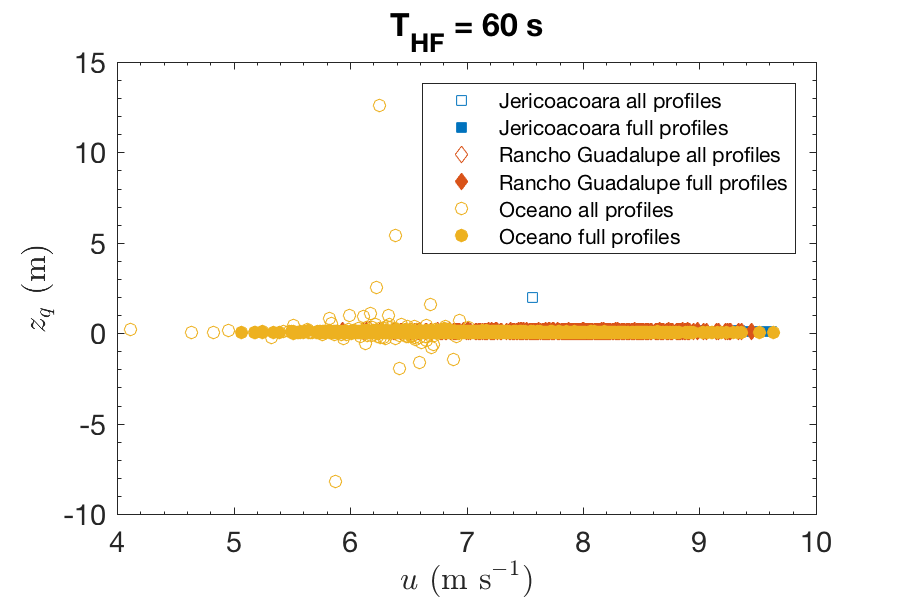 T_HF = 60 s
15
10
5
0
-5
-10
z_q (m)
Jericoacoara all profiles
Jericoacoara full profiles
Rancho Guadalupe all profiles
Rancho Guadalupe full profiles
Oceano all profiles
Oceano full profiles
4 5 6 7 8 9 10
u (m s⁻¹)